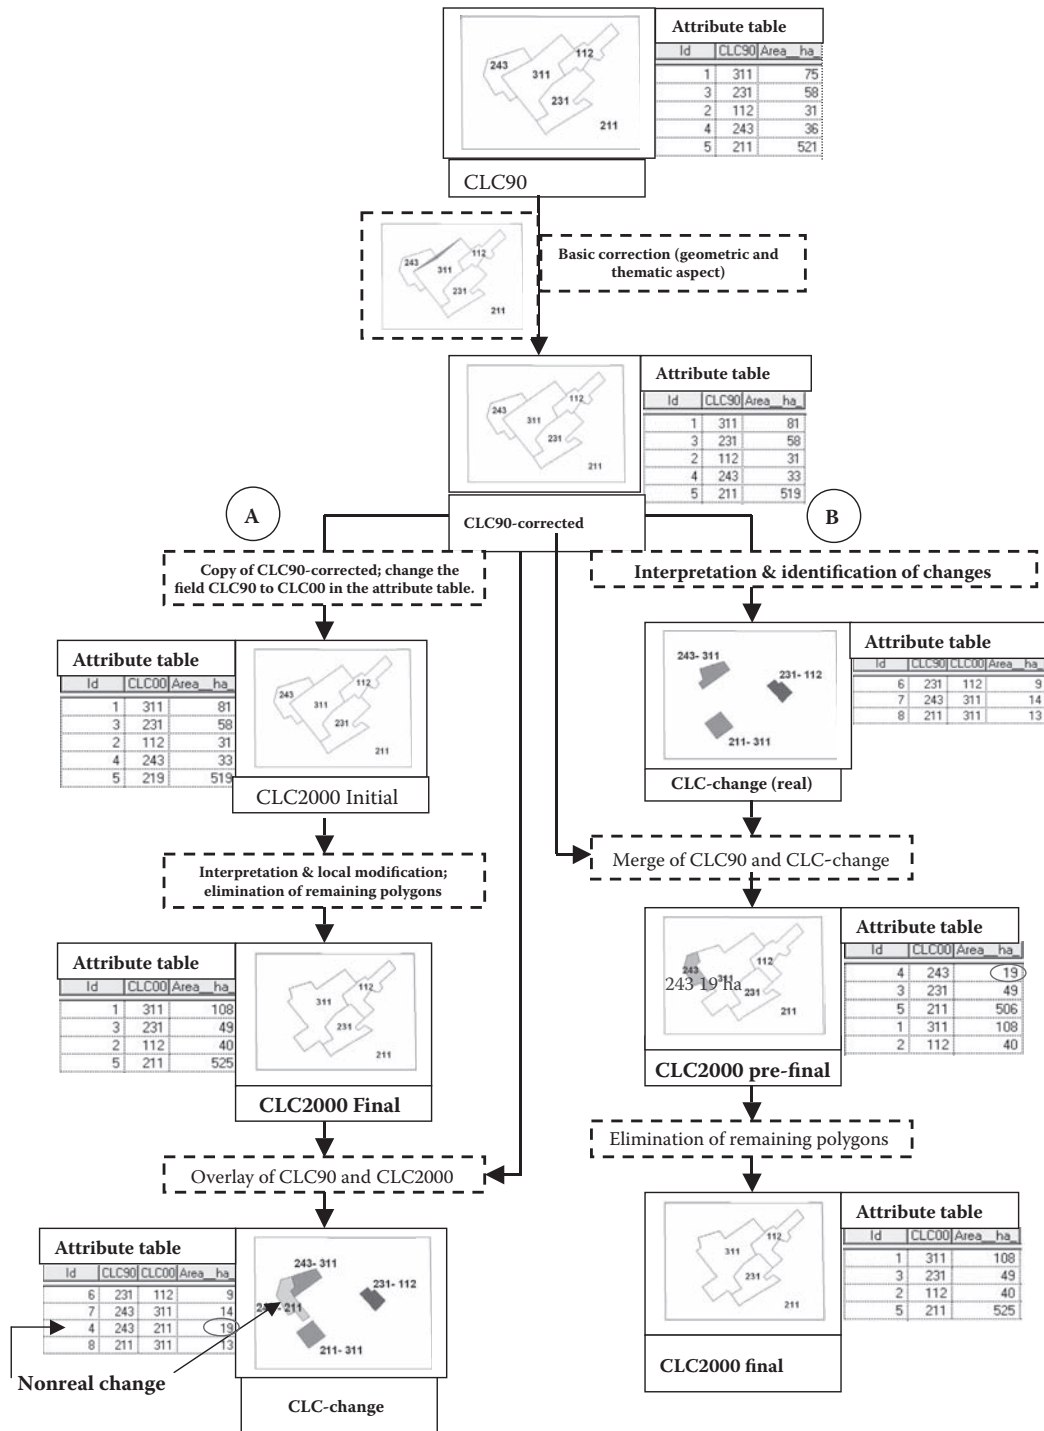 Attribute table
Id CLC90 Area__ha_
1 311 75
3 231 58
2 112 31
4 243 36
5 211 521
243
112
311
231
211
CLC90
Basic correction (geometric and
thematic aspect)
243
112
311
231
211
Attribute table
Id CLC90 Area__ha_
1 311 81
3 231 58
2 112 31
4 243 33
5 211 519
243
112
311
231
211
CLC90-corrected
A
B
Copy of CLC90-corrected; change the
field CLC90 to CLC00 in the attribute table.
Attribute table
Id CLC00 Area__ha_
1 311 81
3 231 58
2 112 31
4 243 33
5 219 519
243
112
311
231
211
CLC2000 Initial
Interpretation & local modification;
elimination of remaining polygons
Attribute table
Id CLC00 Area__ha_
1 311 108
3 231 49
2 112 40
5 211 525
311
112
231
211
CLC2000 Final
Overlay of CLC90 and CLC2000
Attribute table
Id CLC90 CLC00 Area__ha_
6 231 112 9
7 243 311 14
4 243 211 19
8 211 311 13
243- 311
231- 112
211
211- 311
Nonreal change
CLC-change
Interpretation & identification of changes
243- 311
231- 112
211- 311
Attribute table
Id CLC90 CLC00 Area__ha_
6 231 112 9
7 243 311 14
8 211 311 13
CLC-change (real)
Merge of CLC90 and CLC-change
Attribute table
Id CLC00 Area__ha_
4 243 19
3 231 49
5 211 506
1 311 108
2 112 40
112
243
311
243 19 ha
231
211
CLC2000 pre-final
Elimination of remaining polygons
Attribute table
Id CLC00 Area__ha_
1 311 108
3 231 49
2 112 40
5 211 525
112
311
231
211
CLC2000 final